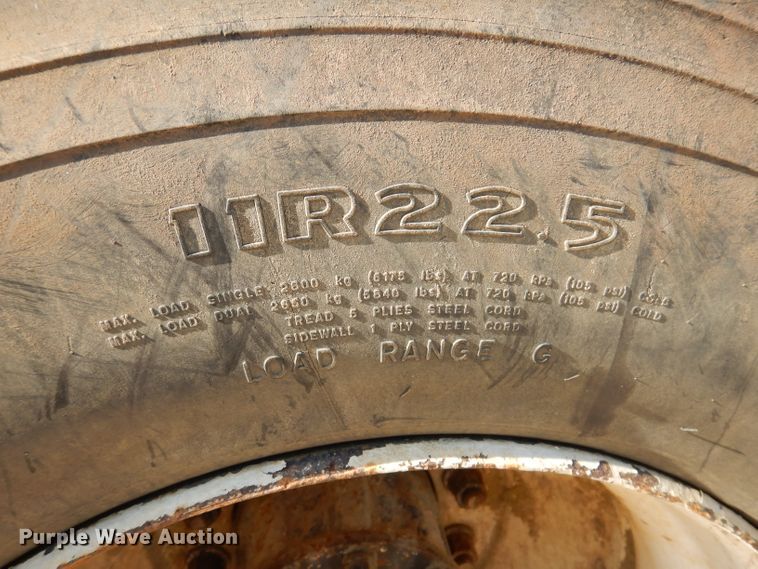 11R22.5
MAX. LOAD SINGLE 2800 kg (6175 lbs) AT 720 KPa (105 PSI) COLD
MAX. LOAD DUAL 2650 kg (5840 lbs) AT 720 KPa (105 PSI) COLD
TREAD 5 PLIES STEEL CORD
SIDEWALL 1 PLY STEEL CORD
LOAD RANGE G
Purple Wave Auction®